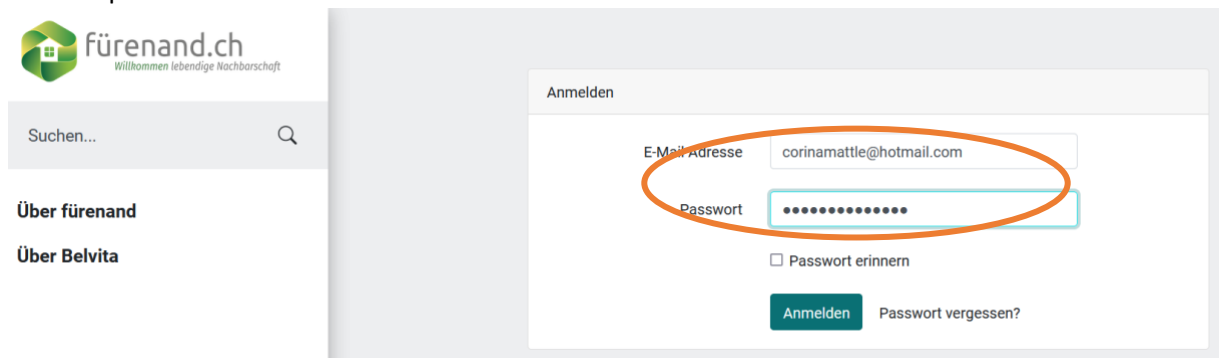 fürenand.ch
Willkommen lebendige Nachbarschaft
Suchen...
Über fürenand
Über Belvita
Anmelden
E-Mail Adresse corinamattle@hotmail.com
Passwort ••••••••••••••
Passwort erinnern
Anmelden Passwort vergessen?